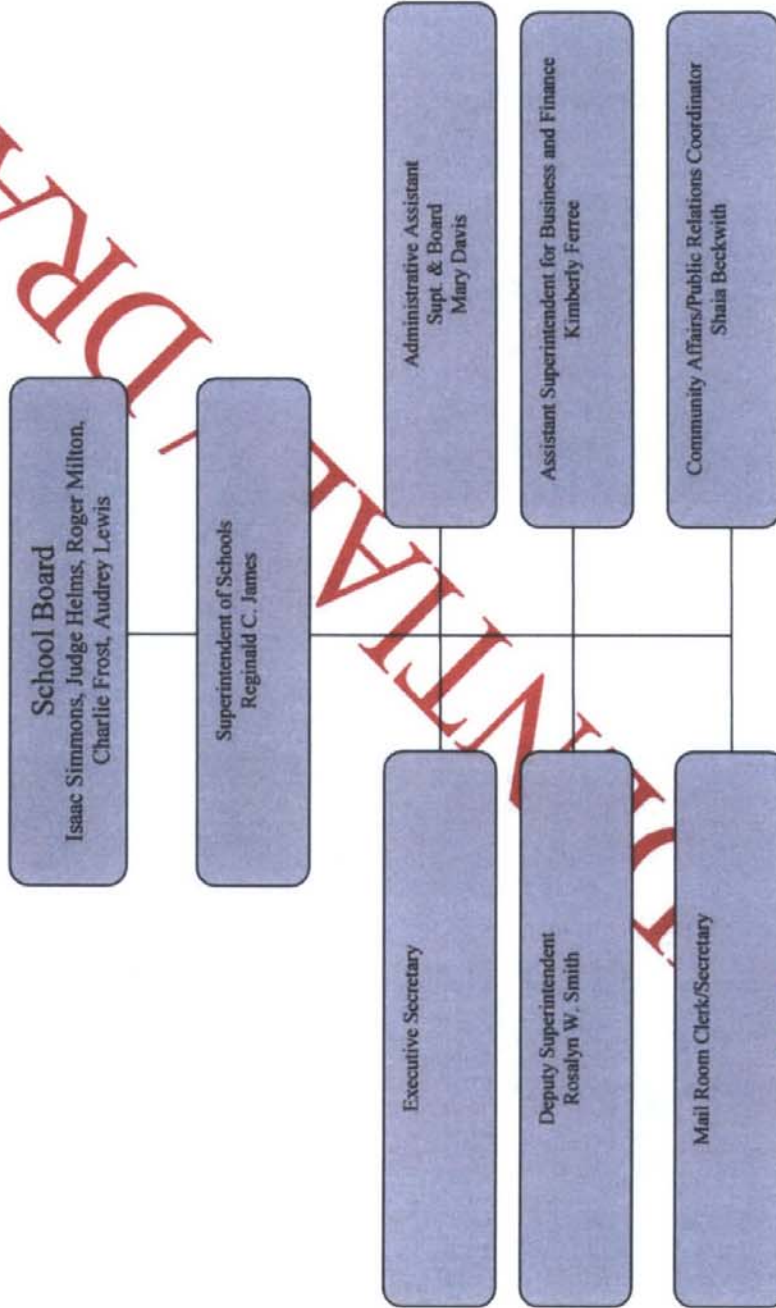 School Board
Isaac Simmons, Judge Helms, Roger Milton,
Charlie Frost, Audrey Lewis
Superintendent of Schools
Reginald C. James
Executive Secretary
Administrative Assistant
Supt. & Board
Mary Davis
Deputy Superintendent
Rosalyn W. Smith
Assistant Superintendent for Business and Finance
Kimberly Ferree
Mail Room Clerk/Secretary
Community Affairs/Public Relations Coordinator
Shaia Beckwith
DENTIAL / DRA